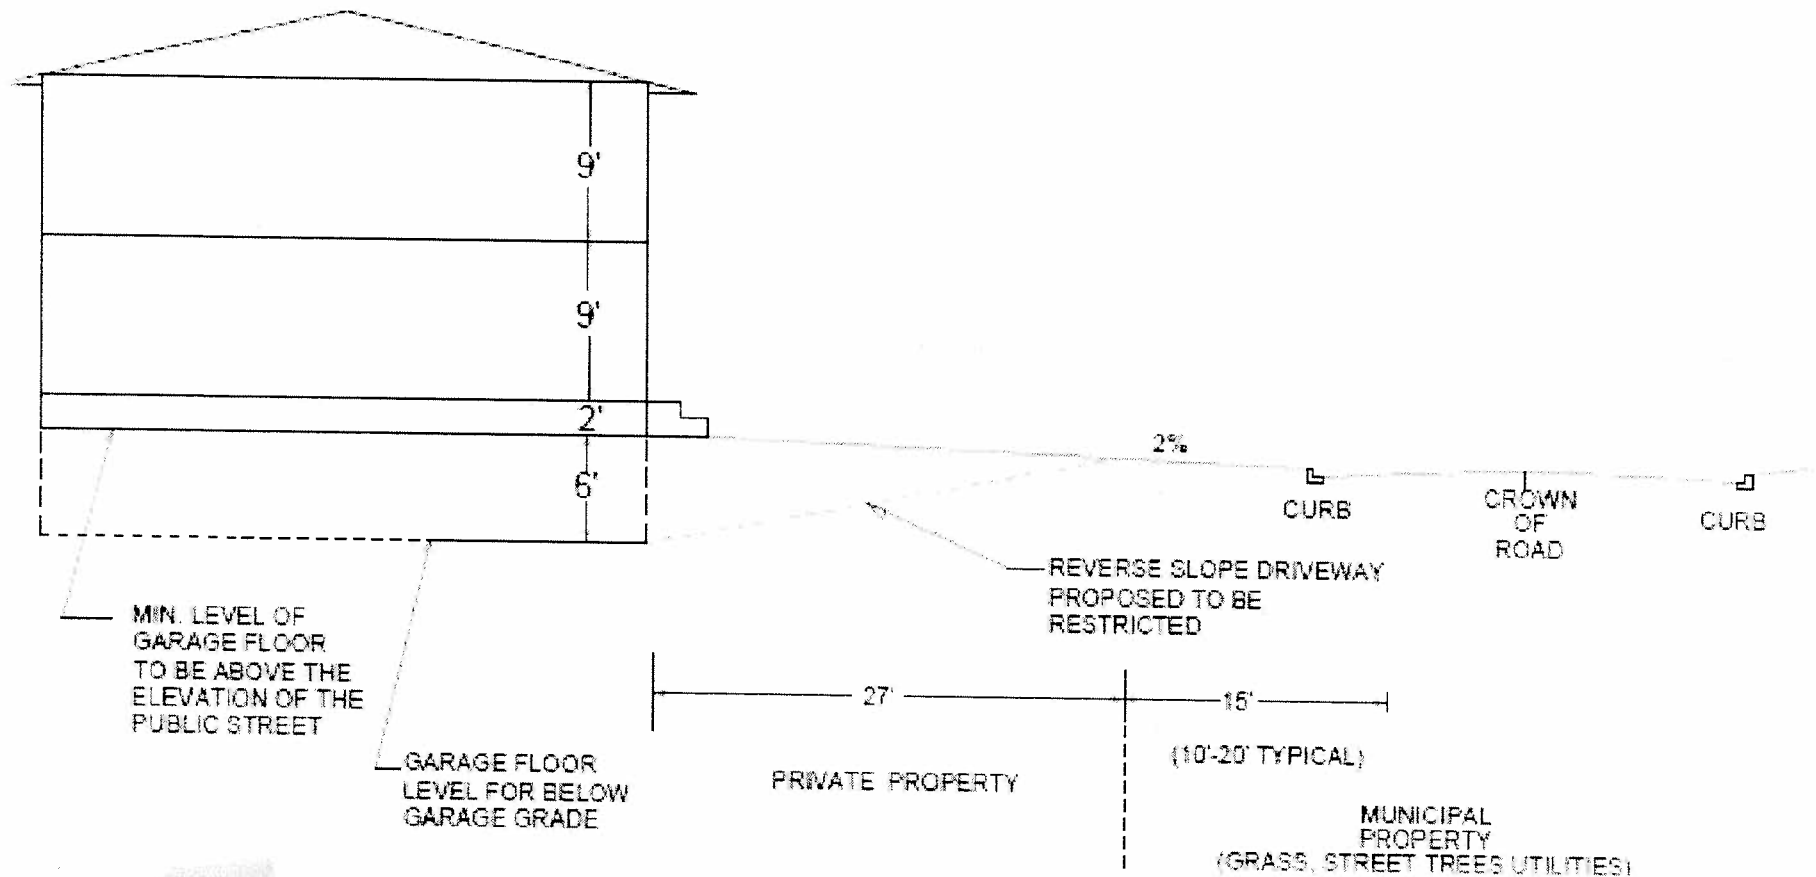 9'
9'
2'
6'
2%
CURB
CROWN
OF
ROAD
CURB
REVERSE SLOPE DRIVEWAY
PROPOSED TO BE
RESTRICTED
MIN. LEVEL OF
GARAGE FLOOR
TO BE ABOVE THE
ELEVATION OF THE
PUBLIC STREET
GARAGE FLOOR
LEVEL FOR BELOW
GARAGE GRADE
27'
15'
(10'-20' TYPICAL)
PRIVATE PROPERTY
MUNICIPAL
PROPERTY
(GRASS, STREET TREES UTILITIES)